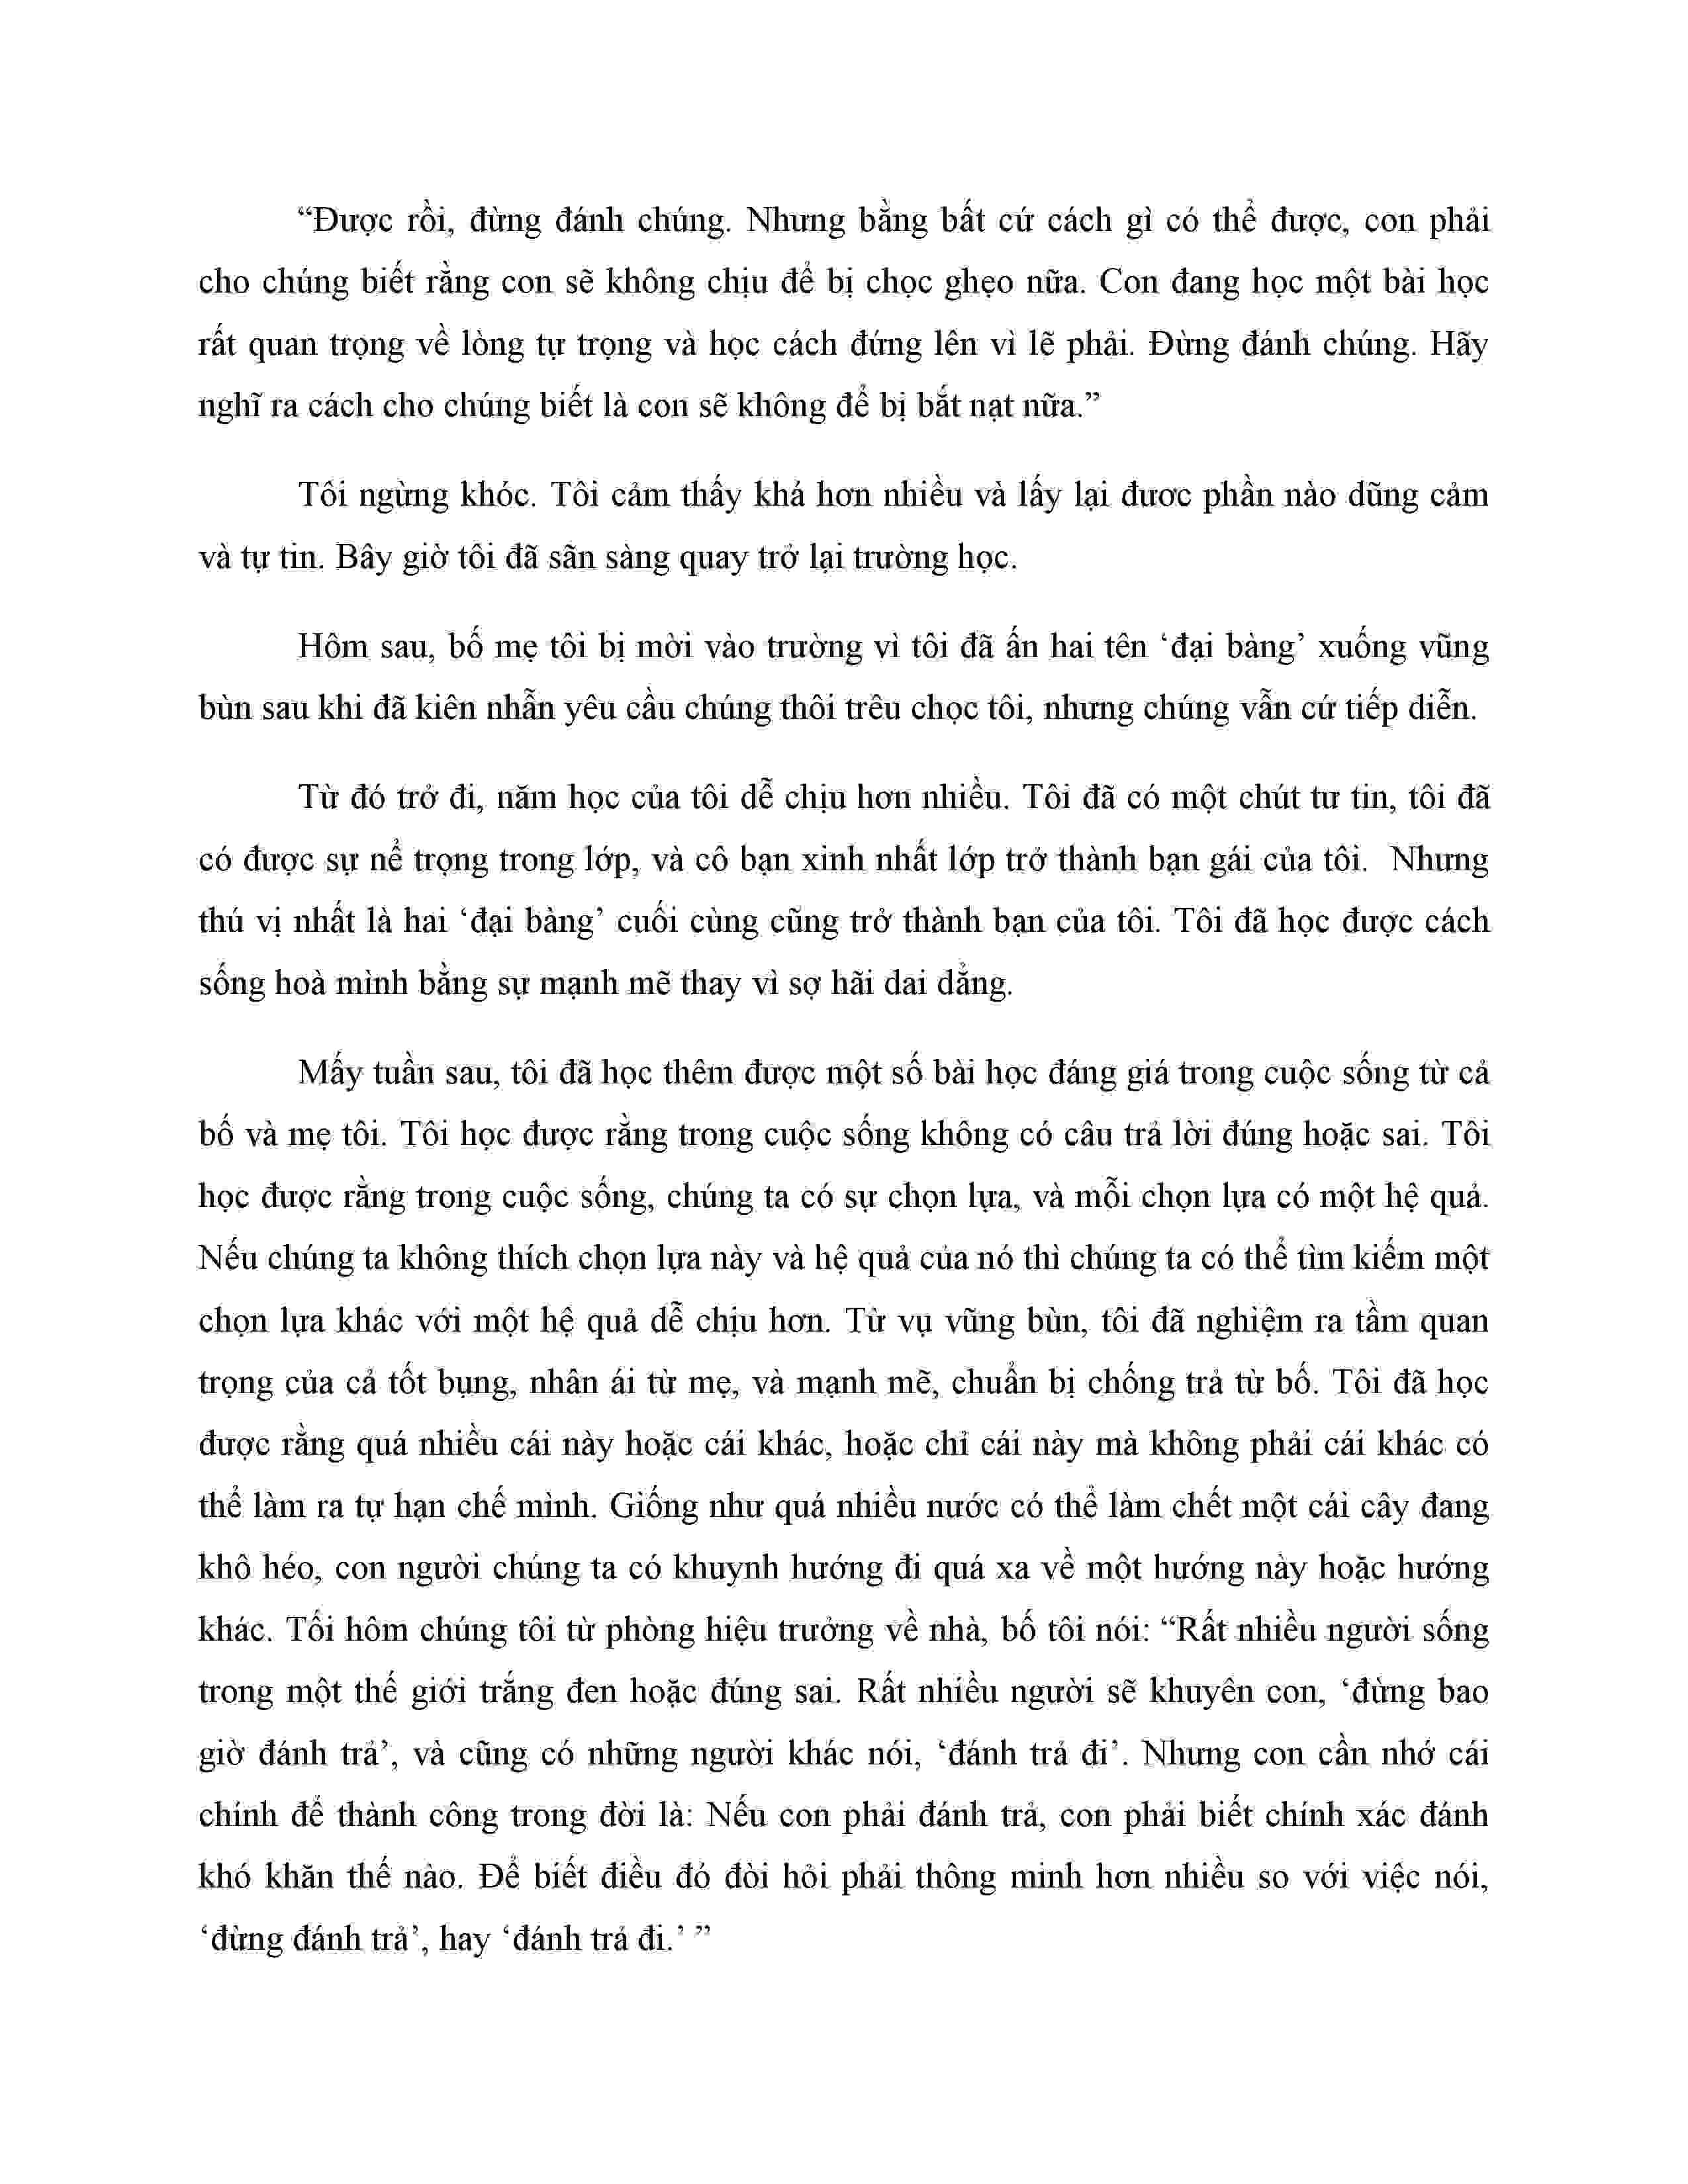 “Được rồi, đừng đánh chúng. Nhưng bằng bất cứ cách gì có thể được, con phải
cho chúng biết rằng con sẽ không chịu để bị chọc ghẹo nữa. Con đang học một bài học
rất quan trọng về lòng tự trọng và học cách đứng lên vì lẽ phải. Đừng đánh chúng. Hãy
nghĩ ra cách cho chúng biết là con sẽ không để bị bắt nạt nữa.”
Tôi ngừng khóc. Tôi cảm thấy khá hơn nhiều và lấy lại đươc phần nào dũng cảm
và tự tin. Bây giờ tôi đã sãn sàng quay trở lại trường học.
Hôm sau, bố mẹ tôi bị mời vào trường vì tôi đã ấn hai tên ‘đại bàng’ xuống vũng
bùn sau khi đã kiên nhẫn yêu cầu chúng thôi trêu chọc tôi, nhưng chúng vẫn cứ tiếp diễn.
Từ đó trở đi, năm học của tôi dễ chịu hơn nhiều. Tôi đã có một chút tư tin, tôi đã
có được sự nể trọng trong lớp, và cô bạn xinh nhất lớp trở thành bạn gái của tôi. Nhưng
thú vị nhất là hai ‘đại bàng’ cuối cùng cũng trở thành bạn của tôi. Tôi đã học được cách
sống hoà mình bằng sự mạnh mẽ thay vì sợ hãi dai dẳng.
Mấy tuần sau, tôi đã học thêm được một số bài học đáng giá trong cuộc sống từ cả
bố và mẹ tôi. Tôi học được rằng trong cuộc sống không có câu trả lời đúng hoặc sai. Tôi
học được rằng trong cuộc sống, chúng ta có sự chọn lựa, và mỗi chọn lựa có một hệ quả.
Nếu chúng ta không thích chọn lựa này và hệ quả của nó thì chúng ta có thể tìm kiếm một
chọn lựa khác với một hệ quả dễ chịu hơn. Từ vụ vũng bùn, tôi đã nghiệm ra tầm quan
trọng của cả tốt bụng, nhân ái từ mẹ, và mạnh mẽ, chuẩn bị chống trả từ bố. Tôi đã học
được rằng quá nhiều cái này hoặc cái khác, hoặc chỉ cái này mà không phải cái khác có
thể làm ra tự hạn chế mình. Giống như quá nhiều nước có thể làm chết một cái cây đang
khô héo, con người chúng ta có khuynh hướng đi quá xa về một hướng này hoặc hướng
khác. Tối hôm chúng tôi từ phòng hiệu trưởng về nhà, bố tôi nói: “Rất nhiều người sống
trong một thế giới trắng đen hoặc đúng sai. Rất nhiều người sẽ khuyên con, ‘đừng bao
giờ đánh trả’, và cũng có những người khác nói, ‘đánh trả đi’. Nhưng con cần nhớ cái
chính để thành công trong đời là: Nếu con phải đánh trả, con phải biết chính xác đánh
khó khăn thế nào. Để biết điều đó đòi hỏi phải thông minh hơn nhiều so với việc nói,
‘đừng đánh trả’, hay ‘đánh trả đi.’ ”